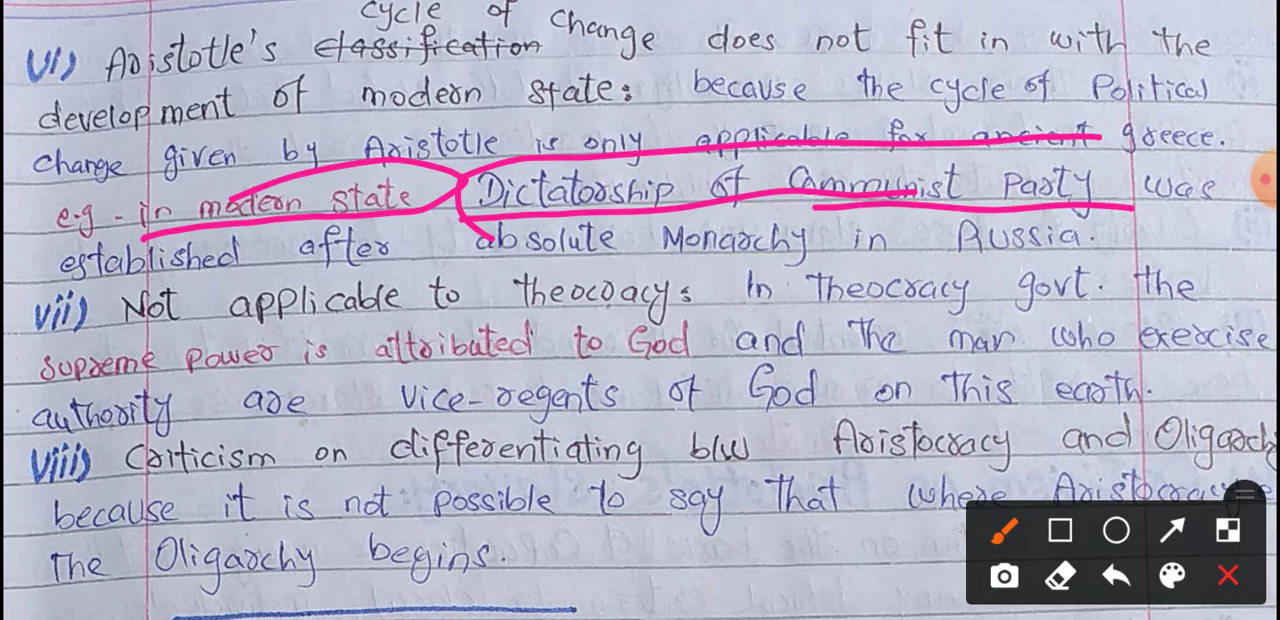 cycle of
vi) Aristotle's classification change does not fit in with the
development of modern state: because the cycle of Political
change given by Aristotle is only applicable for ancient greece.
e.g - in modern state Dictatorship of Communist Party was
established after absolute Monarchy in Russia.
vii) Not applicable to theocracy: In Theocracy govt. the
supreme power is attributed to God and the man who exercise
authority are vice-regents of God on this earth.
viii) Criticism on differentiating b/w Aristocracy and Oligarch
because it is not possible to say that where
The Oligarchy begins.